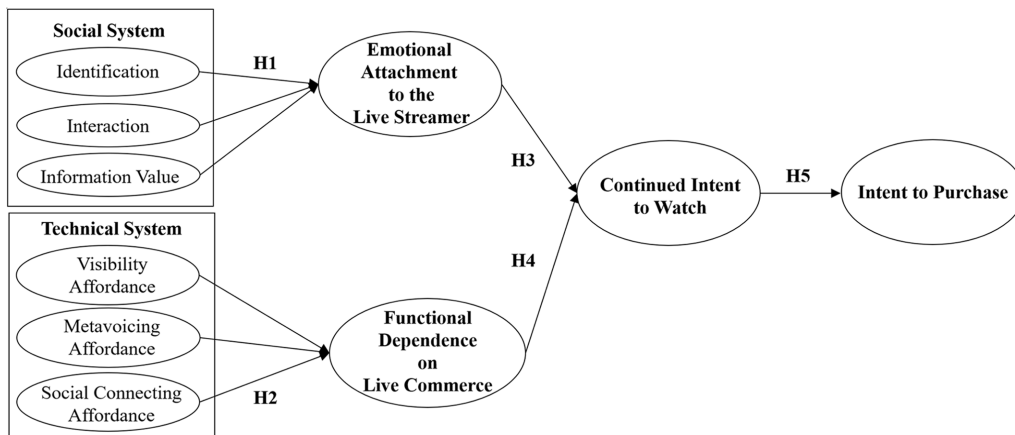 Social System
Identification
Interaction
Information Value
H1
Emotional
Attachment
to the
Live Streamer
Technical System
Visibility
Affordance
Metavoicing
Affordance
Social Connecting
Affordance
H2
Functional
Dependence
on
Live Commerce
H3
H4
Continued Intent
to Watch
H5
Intent to Purchase